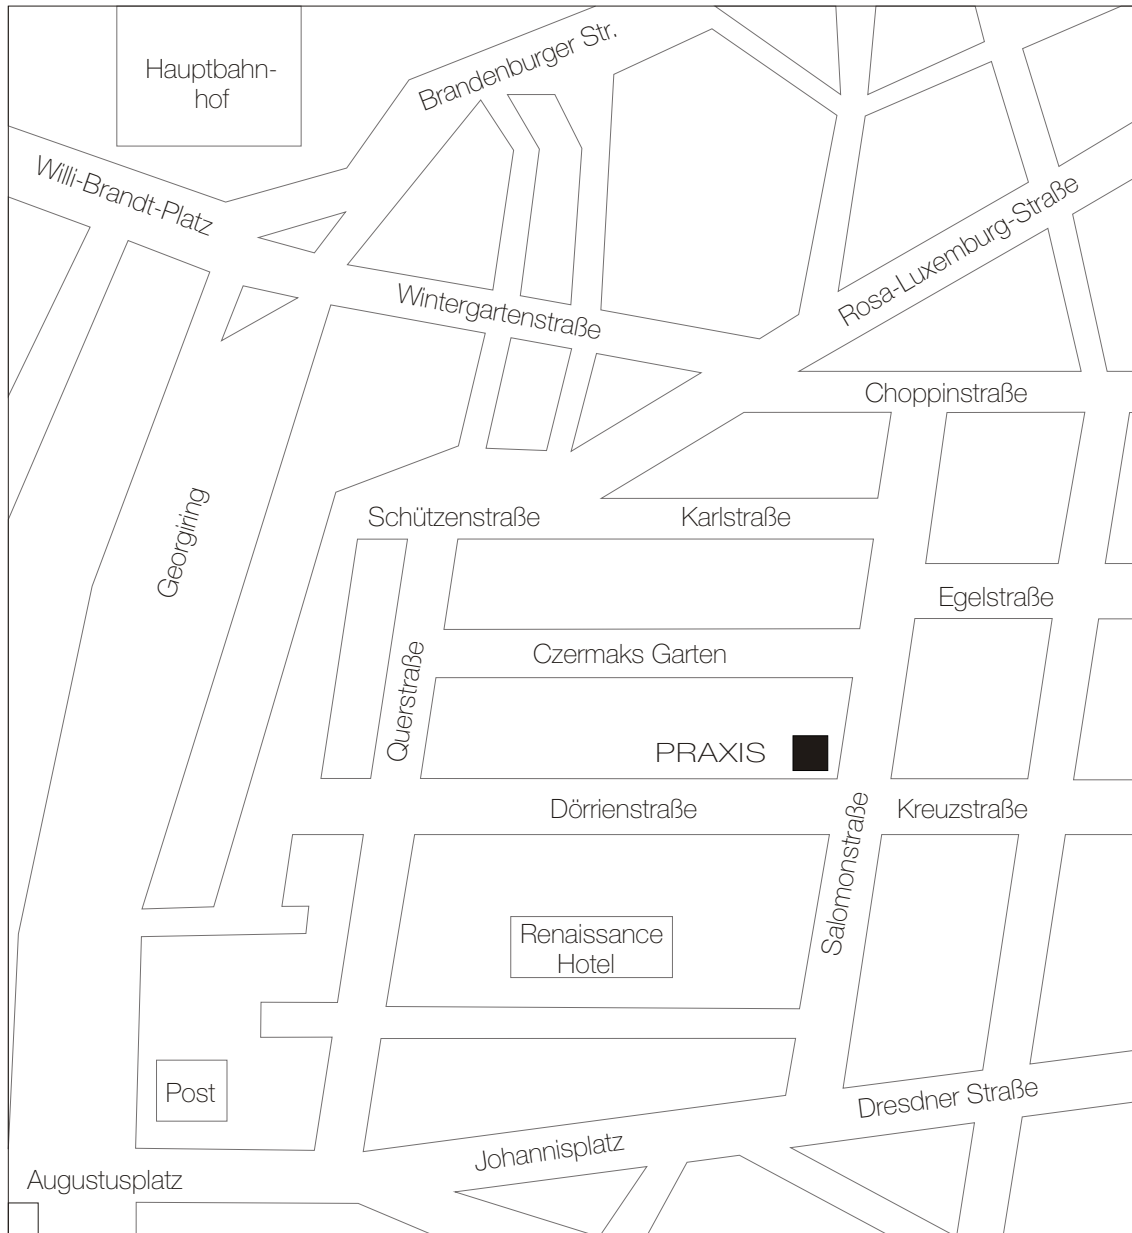 Hauptbahn-
hof
Brandenburger Str.
Willi-Brandt-Platz
Rosa-Luxemburg-Straße
Wintergartenstraße
Choppinstraße
Georgiring
Schützenstraße
Karlstraße
Egelstraße
Querstraße
Czermaks Garten
PRAXIS
Dörrienstraße
Salomonstraße
Kreuzstraße
Renaissance
Hotel
Post
Dresdner Straße
Johannisplatz
Augustusplatz